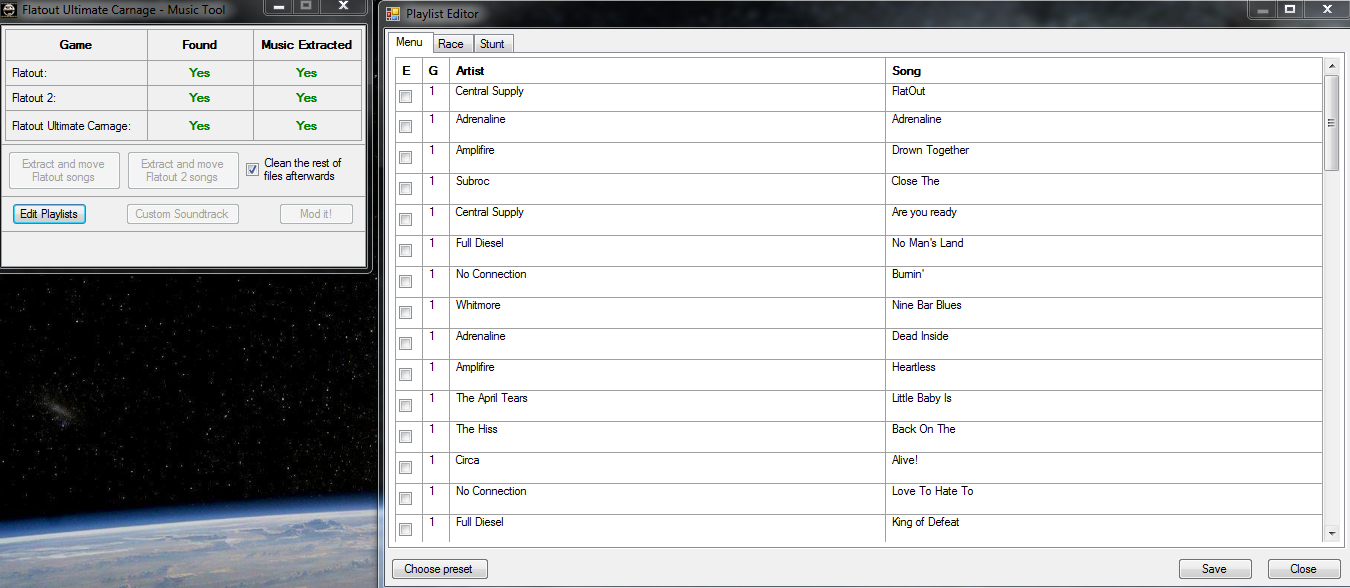 Flatout Ultimate Carnage - Music Tool
Game Found Music Extracted
Flatout: Yes Yes
Flatout 2: Yes Yes
Flatout Ultimate Carnage: Yes Yes
Extract and move
Flatout songs
Extract and move
Flatout 2 songs
Clean the rest of
files afterwards
Edit Playlists Custom Soundtrack Mod it!
Playlist Editor
Menu Race Stunt
E G Artist Song
1 Central Supply FlatOut
1 Adrenaline Adrenaline
1 Amplifire Drown Together
1 Subroc Close The
1 Central Supply Are you ready
1 Full Diesel No Man's Land
1 No Connection Burnin'
1 Whitmore Nine Bar Blues
1 Adrenaline Dead Inside
1 Amplifire Heartless
1 The April Tears Little Baby Is
1 The Hiss Back On The
1 Circa Alive!
1 No Connection Love To Hate To
1 Full Diesel King of Defeat
Choose preset Save Close